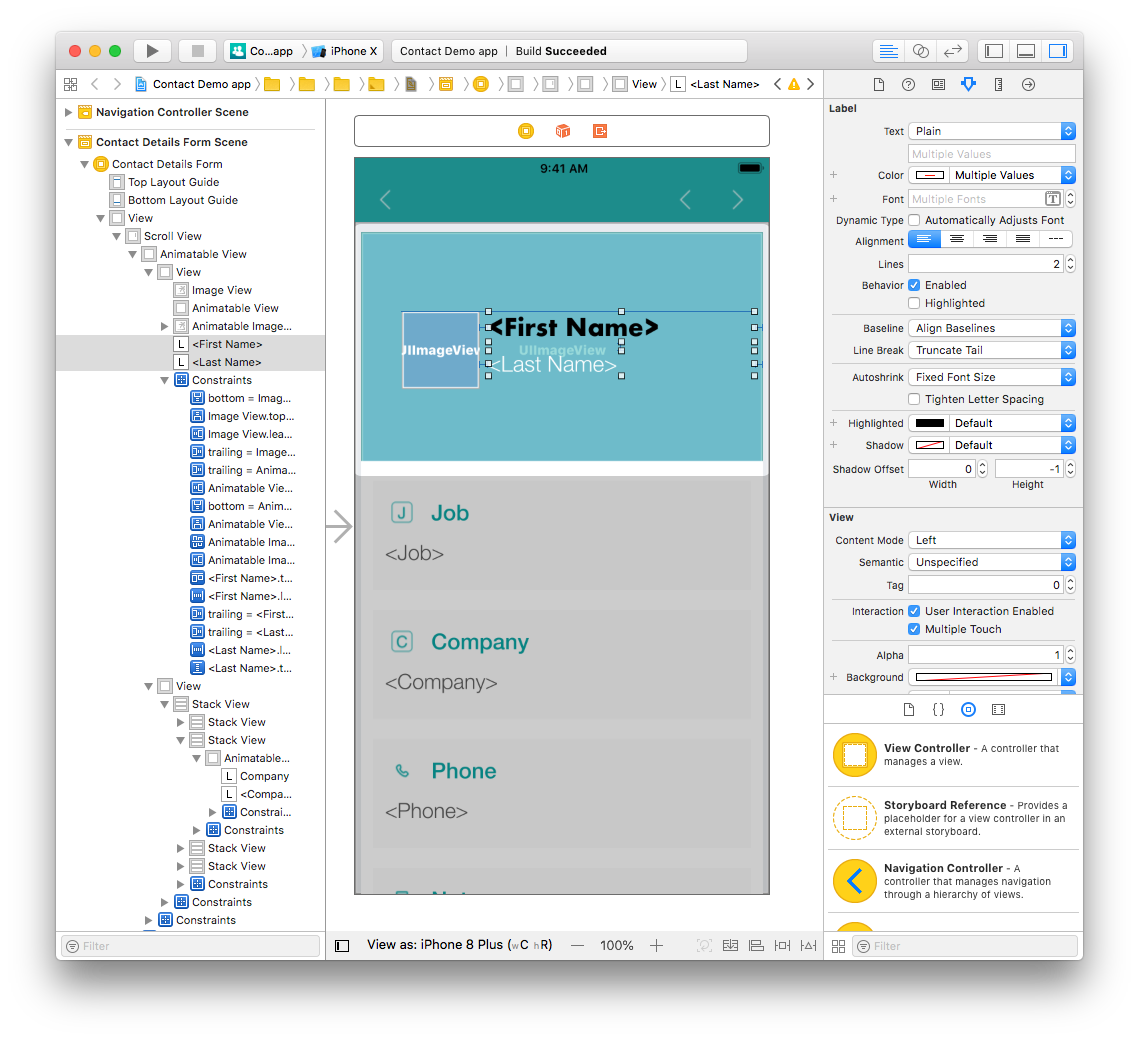 Co…app
iPhone X
Contact Demo app | Build Succeeded
Contact Demo app
View
L
<Last Name>
Navigation Controller Scene
Contact Details Form Scene
Contact Details Form
Top Layout Guide
Bottom Layout Guide
View
Scroll View
Animatable View
View
Image View
Animatable View
Animatable Image...
L <First Name>
L <Last Name>
Constraints
bottom = Imag...
Image View.top...
Image View.lea...
trailing = Image...
trailing = Anima...
Animatable Vie...
bottom = Anim...
Animatable Vie...
Animatable Ima...
Animatable Ima...
<First Name>.t...
<First Name>.l...
trailing = <First...
trailing = <Last...
<Last Name>.l...
<Last Name>.t...
View
Stack View
Stack View
Stack View
Animatable...
L Company
L <Compa...
Constrai...
Constraints
Stack View
Stack View
Constraints
Constraints
Constraints
Filter
9:41 AM
UIImageView
<First Name>
UIImageView
<Last Name>
J Job
<Job>
C Company
<Company>
Phone
<Phone>
View as: iPhone 8 Plus (wC hR)
— 100% +
Label
Text Plain
Multiple Values
+ Color Multiple Values
+ Font Multiple Fonts T
Dynamic Type Automatically Adjusts Font
Alignment
Lines 2
Behavior Enabled
Highlighted
Baseline Align Baselines
Line Break Truncate Tail
Autoshrink Fixed Font Size
Tighten Letter Spacing
+ Highlighted Default
+ Shadow Default
Shadow Offset 0 -1
Width Height
View
Content Mode Left
Semantic Unspecified
Tag 0
Interaction User Interaction Enabled
Multiple Touch
Alpha 1
+ Background
{ }
View Controller - A controller that
manages a view.
Storyboard Reference - Provides a
placeholder for a view controller in an
external storyboard.
Navigation Controller - A
controller that manages navigation
through a hierarchy of views.
Filter